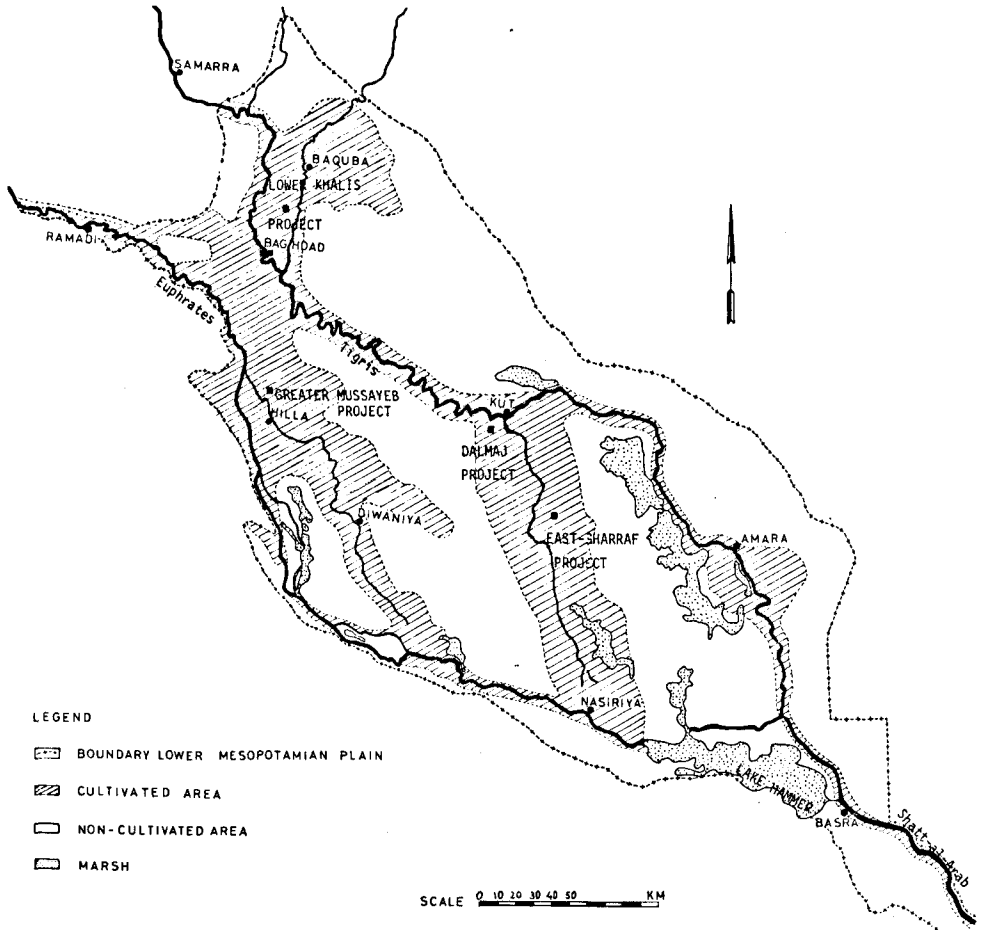 SAMARRA
BAQUBA
LOWER KHALIS
PROJECT
BAGHDAD
RAMADI
Euphrates
Tigris
GREATER MUSSAYEB
PROJECT
HILLA
KUT
DALMAJ
PROJECT
DIWANIYA
EAST-SHARRAF
PROJECT
AMARA
NASIRIYA
LAKE HAMMER
BASRA
Shatt-al-Arab
LEGEND
BOUNDARY LOWER MESOPOTAMIAN PLAIN
CULTIVATED AREA
NON-CULTIVATED AREA
MARSH
SCALE 0 10 20 30 40 50 KM